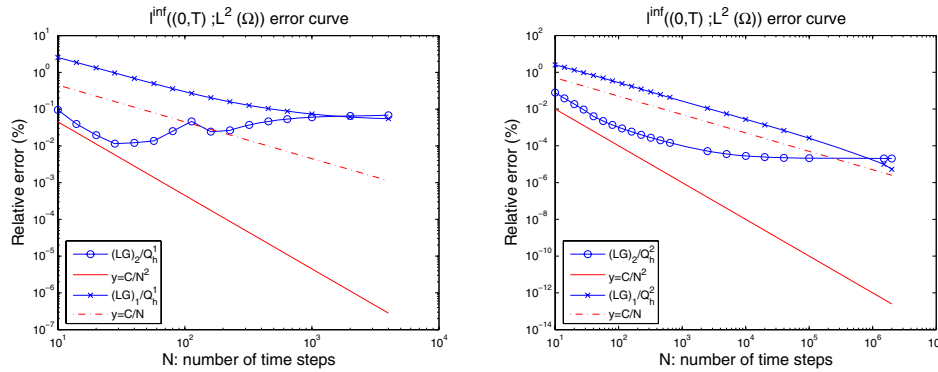 l^inf((0,T) ;L^2 (Ω)) error curve
Relative error (%)
10^1
10^0
10^-1
10^-2
10^-3
10^-4
10^-5
10^-6
10^-7
(LG)_2/Q_h^1
y=C/N^2
(LG)_1/Q_h^1
y=C/N
10^1
10^2
10^3
10^4
N: number of time steps
l^inf((0,T) ;L^2 (Ω)) error curve
Relative error (%)
10^2
10^0
10^-2
10^-4
10^-6
10^-8
10^-10
10^-12
10^-14
(LG)_2/Q_h^2
y=C/N^2
(LG)_1/Q_h^2
y=C/N
10^1
10^2
10^3
10^4
10^5
10^6
10^7
N: number of time steps